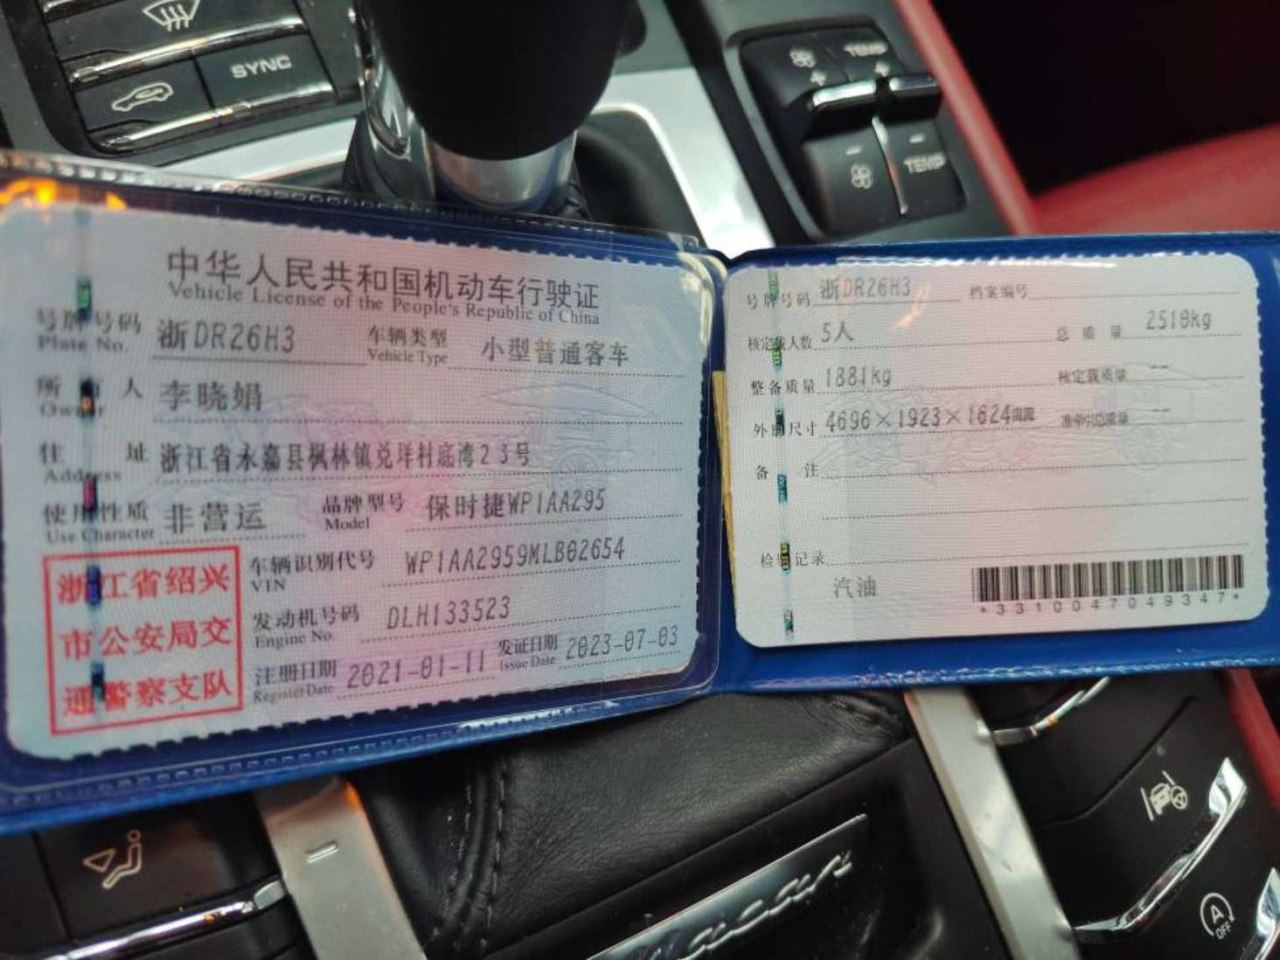 SYNC
TEMP
TEMP
中华人民共和国机动车行驶证
Vehicle License of the People's Republic of China
号牌号码 浙DR26H3 车辆类型 小型普通客车
Plate No. Vehicle Type
所有人 李晓娟
Owner
住址 浙江省永嘉县枫林镇兑垟村底湾23号
Address
使用性质 非营运 品牌型号 保时捷WP1AA295
Use Character Model
车辆识别代号 WP1AA2959MLB02654
VIN
发动机号码 DLH133523
Engine No.
注册日期 2021-01-11 发证日期 2023-07-03
Register Date Issue Date
浙江省绍兴
市公安局交
通警察支队
号牌号码 浙DR26H3 档案编号
核定载人数 5人 总质量 2510kg
整备质量 1881kg 核定载质量 --
外廓尺寸 4696×1923×1624mm 准牵引总质量 --
备注
检验记录
汽油
*3310047049347*
Macan
A
OFF